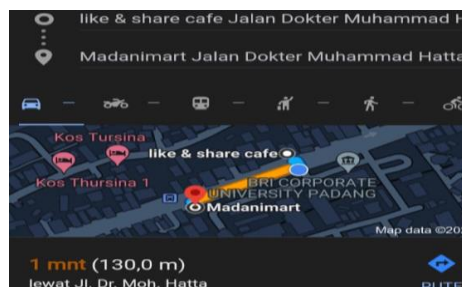 like & share cafe Jalan Dokter Muhammad H
Madanimart Jalan Dokter Muhammad Hatta
Kos Tursina
like & share cafe
Kos Thursina 1
BRI CORPORATE
UNIVERSITY PADANG
Madanimart
Map data ©202
1 mnt (130,0 m)
lewat Jl. Dr. Moh. Hatta
RUTE